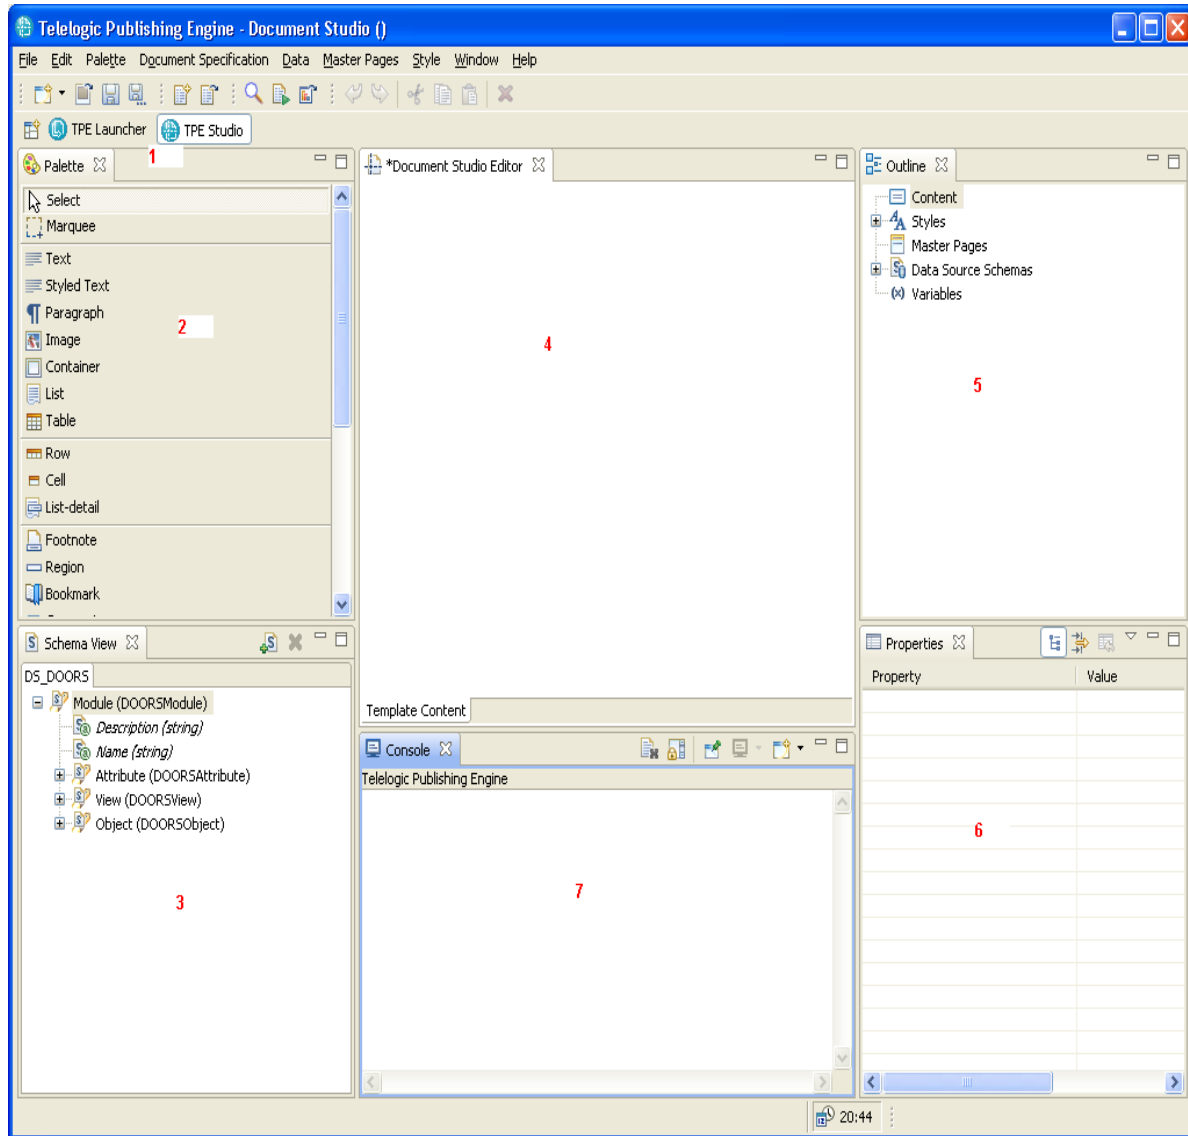 Telelogic Publishing Engine - Document Studio ()
File Edit Palette Document Specification Data Master Pages Style Window Help
TPE Launcher TPE Studio
1
Palette
Select
Marquee
Text
Styled Text
Paragraph
2
Image
Container
List
Table
Row
Cell
List-detail
Footnote
Region
Bookmark
*Document Studio Editor
4
Template Content
Outline
Content
Styles
Master Pages
Data Source Schemas
Variables
5
Schema View
DS_DOORS
Module (DOORSModule)
Description (string)
Name (string)
Attribute (DOORSAttribute)
View (DOORSView)
Object (DOORSObject)
3
Console
Telelogic Publishing Engine
7
Properties
Property Value
6
20:44